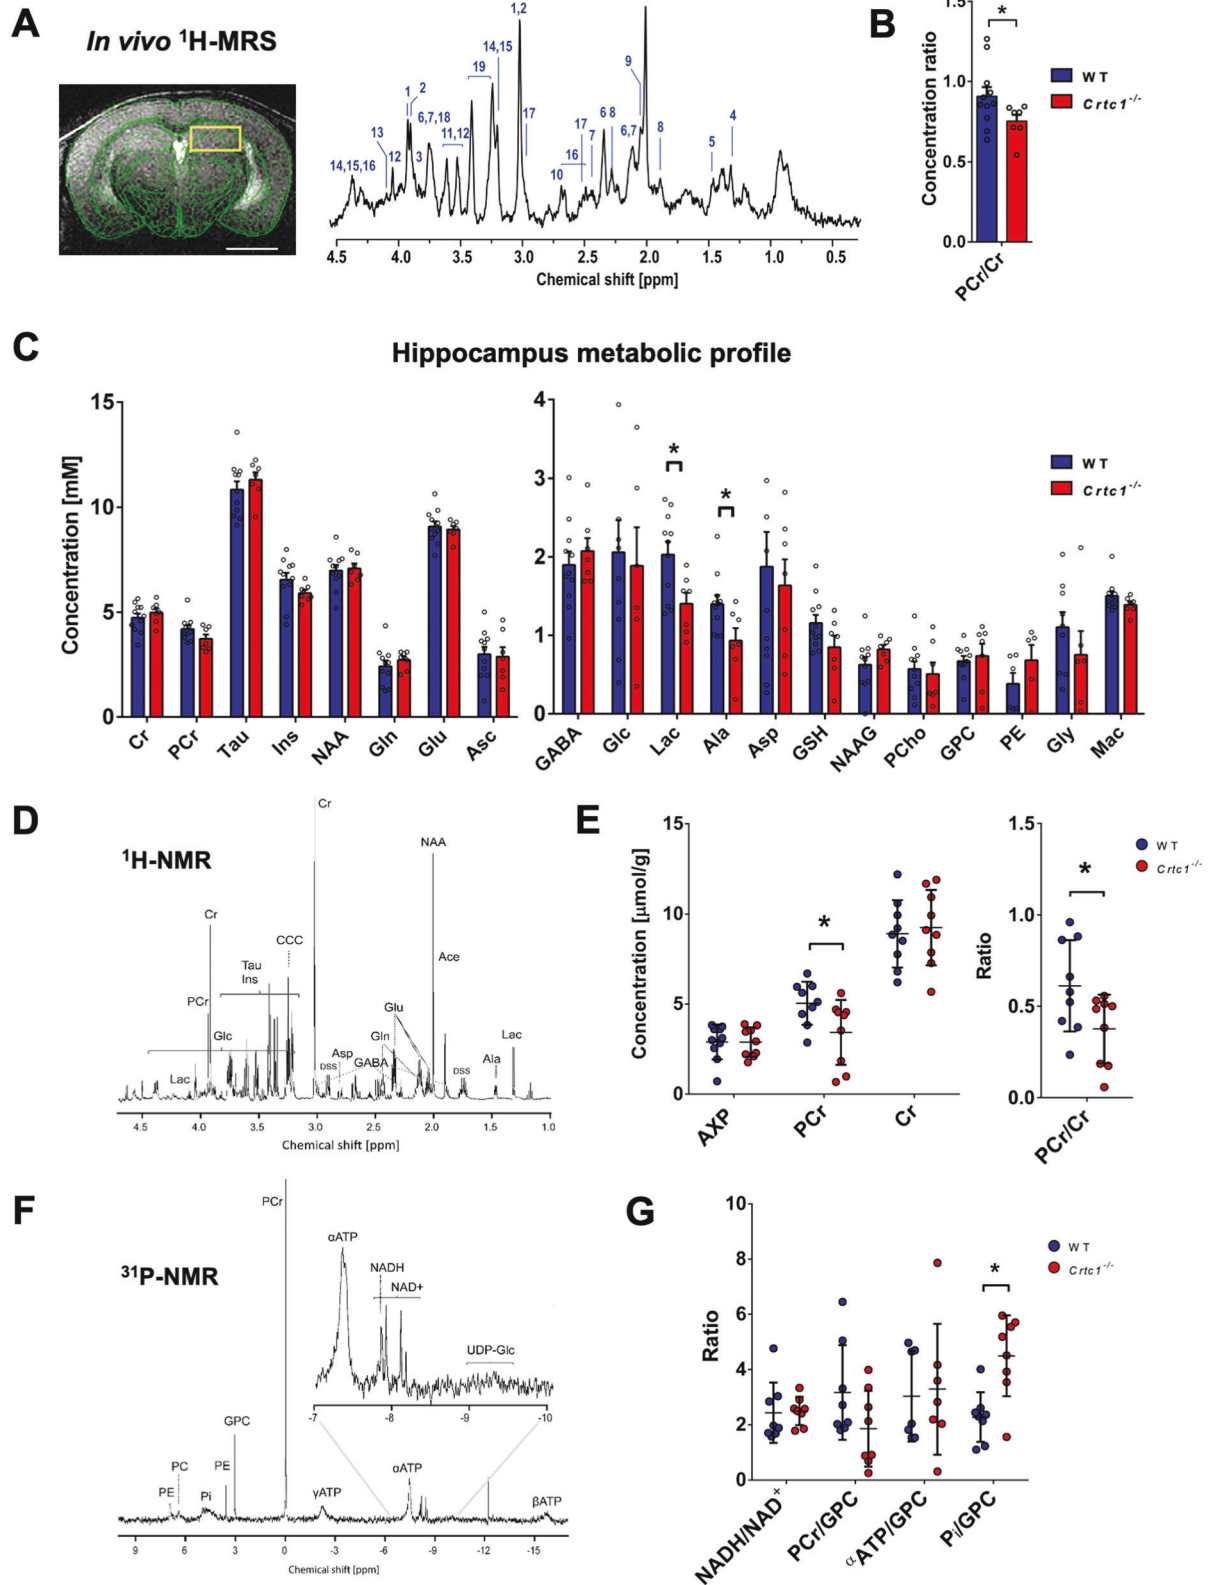 A
In vivo ¹H-MRS
1,2
14,15
19
9
1
2
17
6,7,18
11,12
13
3
12
14,15,16
6 8
6,7
17
7
16
10
8
5
4
4.5 4.0 3.5 3.0 2.5 2.0 1.5 1.0 0.5
Chemical shift [ppm]
B
Concentration ratio
1.5
1.0
0.5
0.0
*
PCr/Cr
WT
Crtc1⁻/⁻
C
Hippocampus metabolic profile
Concentration [mM]
15
10
5
0
Cr PCr Tau Ins NAA Gln Glu Asc
4
3
2
1
0
*
*
GABA Glc Lac Ala Asp GSH NAAG PCho GPC PE Gly Mac
WT
Crtc1⁻/⁻
D
¹H-NMR
Cr
NAA
Cr
CCC
Tau
Ins
Ace
PCr
Glc
Glu
Gln
Lac
Asp
GABA
DSS
DSS
Ala
Lac
4.5 4.0 3.5 3.0 2.5 2.0 1.5 1.0
Chemical shift [ppm]
E
Concentration [µmol/g]
15
10
5
0
*
AXP PCr Cr
Ratio
1.5
1.0
0.5
0.0
*
PCr/Cr
WT
Crtc1⁻/⁻
F
³¹P-NMR
PCr
αATP
NADH
NAD+
UDP-Glc
-7 -8 -9 -10
GPC
PC
PE
PE
Pi
γATP
αATP
βATP
9 6 3 0 -3 -6 -9 -12 -15
Chemical shift [ppm]
G
Ratio
10
8
6
4
2
0
*
NADH/NAD⁺ PCr/GPC αATP/GPC Pᵢ/GPC
WT
Crtc1⁻/⁻